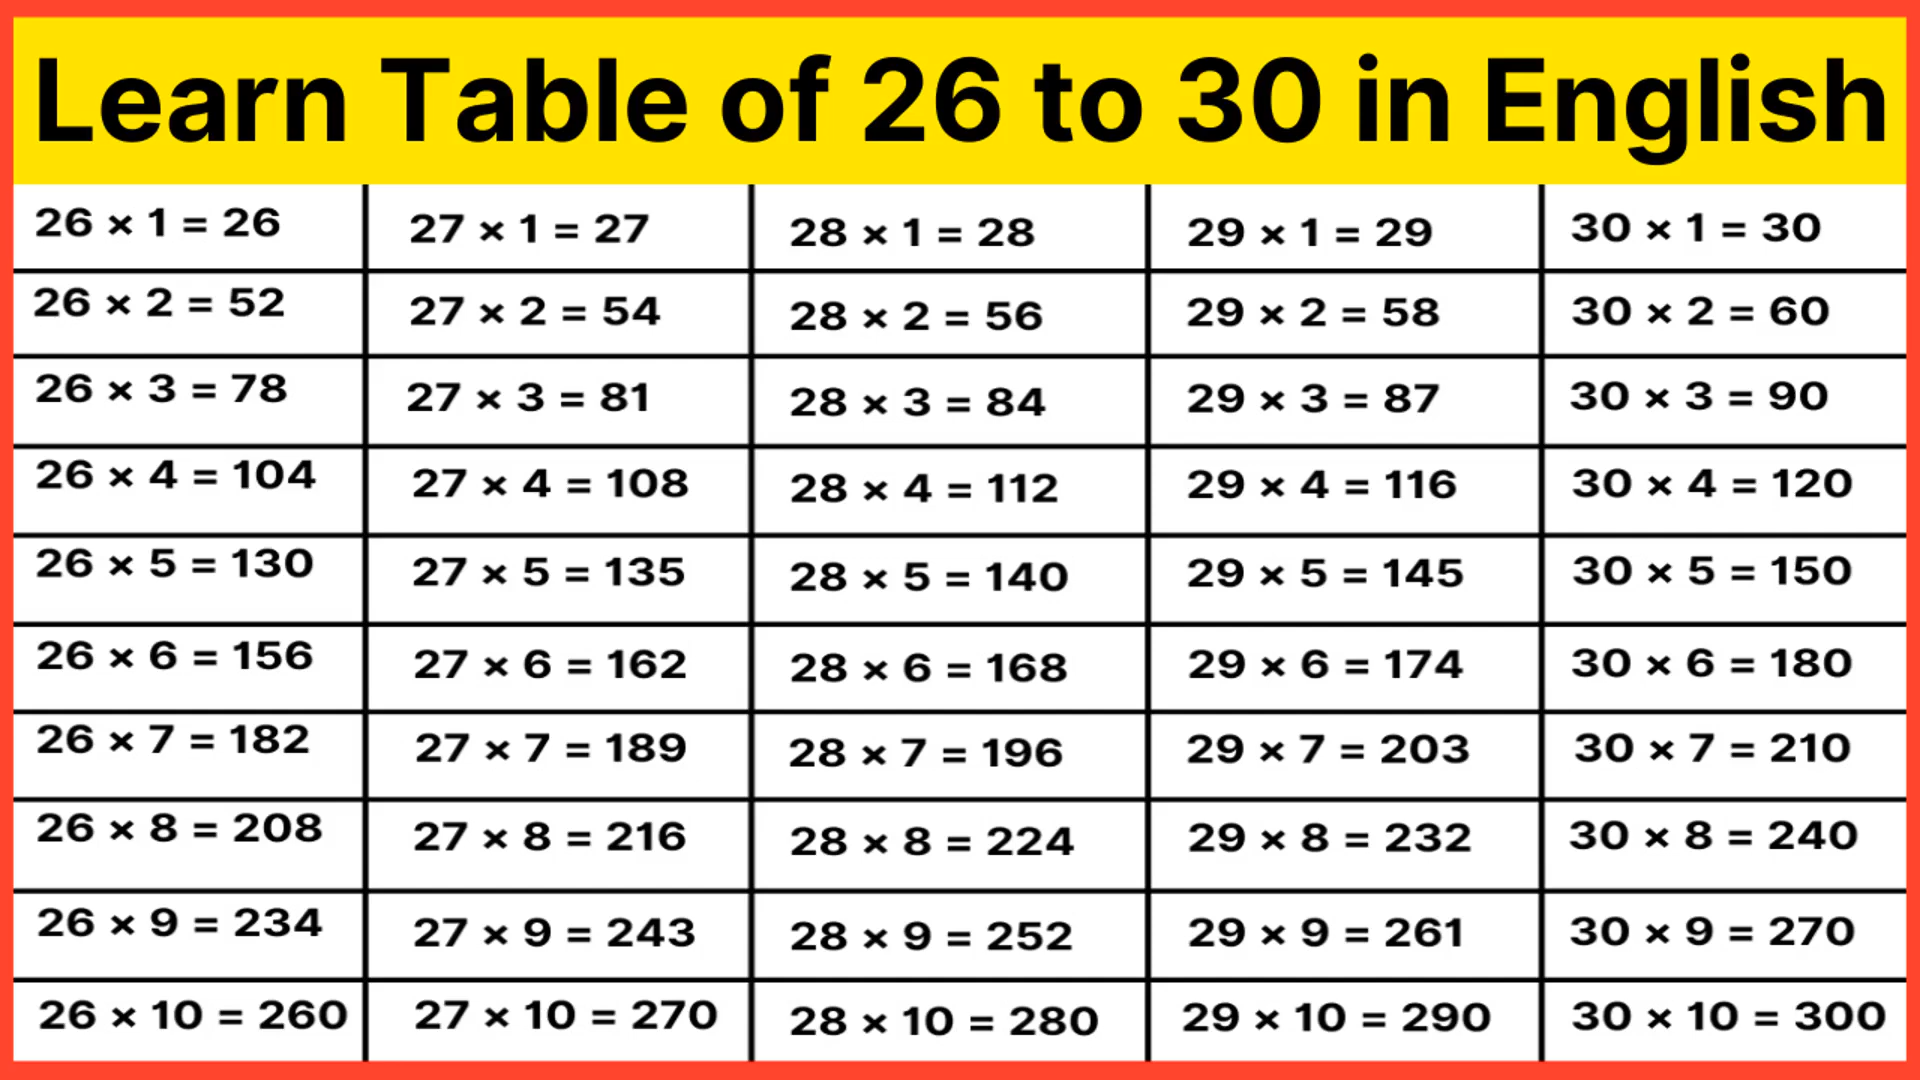 Learn Table of 26 to 30 in English
26 × 1 = 26 27 × 1 = 27 28 × 1 = 28 29 × 1 = 29 30 × 1 = 30
26 × 2 = 52 27 × 2 = 54 28 × 2 = 56 29 × 2 = 58 30 × 2 = 60
26 × 3 = 78 27 × 3 = 81 28 × 3 = 84 29 × 3 = 87 30 × 3 = 90
26 × 4 = 104 27 × 4 = 108 28 × 4 = 112 29 × 4 = 116 30 × 4 = 120
26 × 5 = 130 27 × 5 = 135 28 × 5 = 140 29 × 5 = 145 30 × 5 = 150
26 × 6 = 156 27 × 6 = 162 28 × 6 = 168 29 × 6 = 174 30 × 6 = 180
26 × 7 = 182 27 × 7 = 189 28 × 7 = 196 29 × 7 = 203 30 × 7 = 210
26 × 8 = 208 27 × 8 = 216 28 × 8 = 224 29 × 8 = 232 30 × 8 = 240
26 × 9 = 234 27 × 9 = 243 28 × 9 = 252 29 × 9 = 261 30 × 9 = 270
26 × 10 = 260 27 × 10 = 270 28 × 10 = 280 29 × 10 = 290 30 × 10 = 300